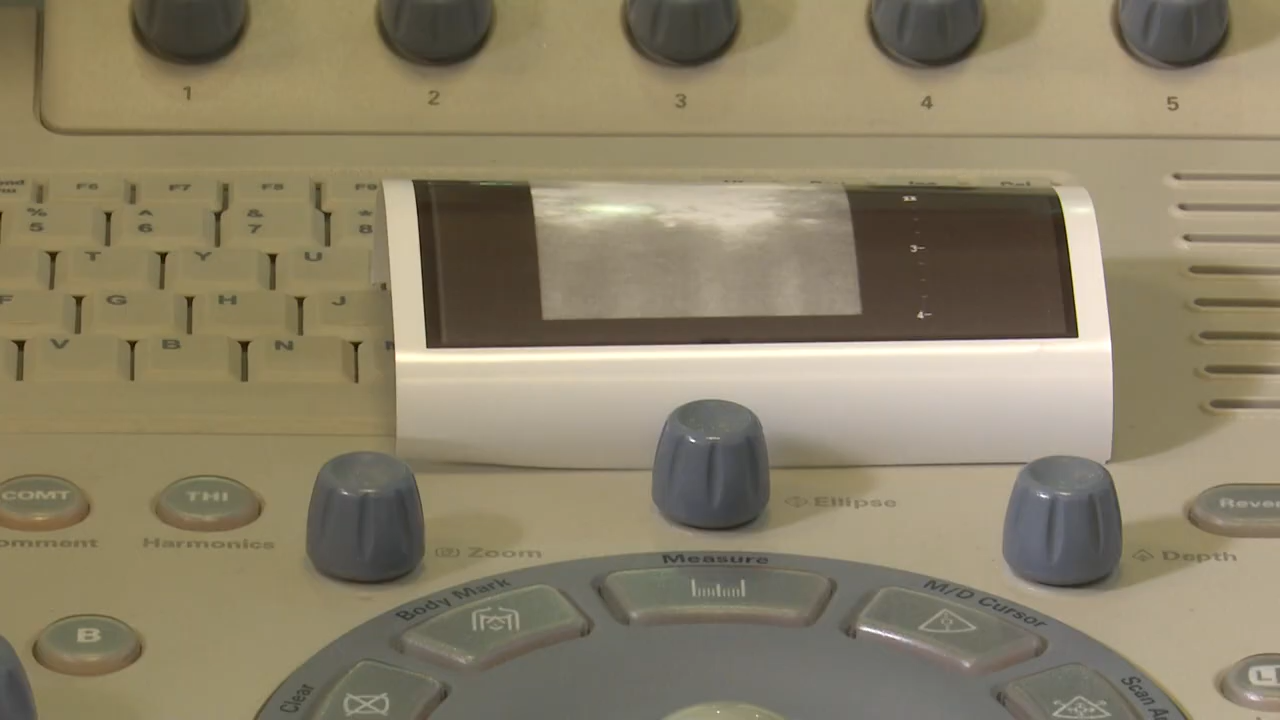 1 2 3 4 5
F6 F7 F8 F9
% 5 ^ 6 & 7 * 8
T Y U
F G H J
V B N
3
4
COMT THI
Harmonics
Zoom
Ellipse
Depth
Measure
Body Mark
M/D Cursor
B
Clear